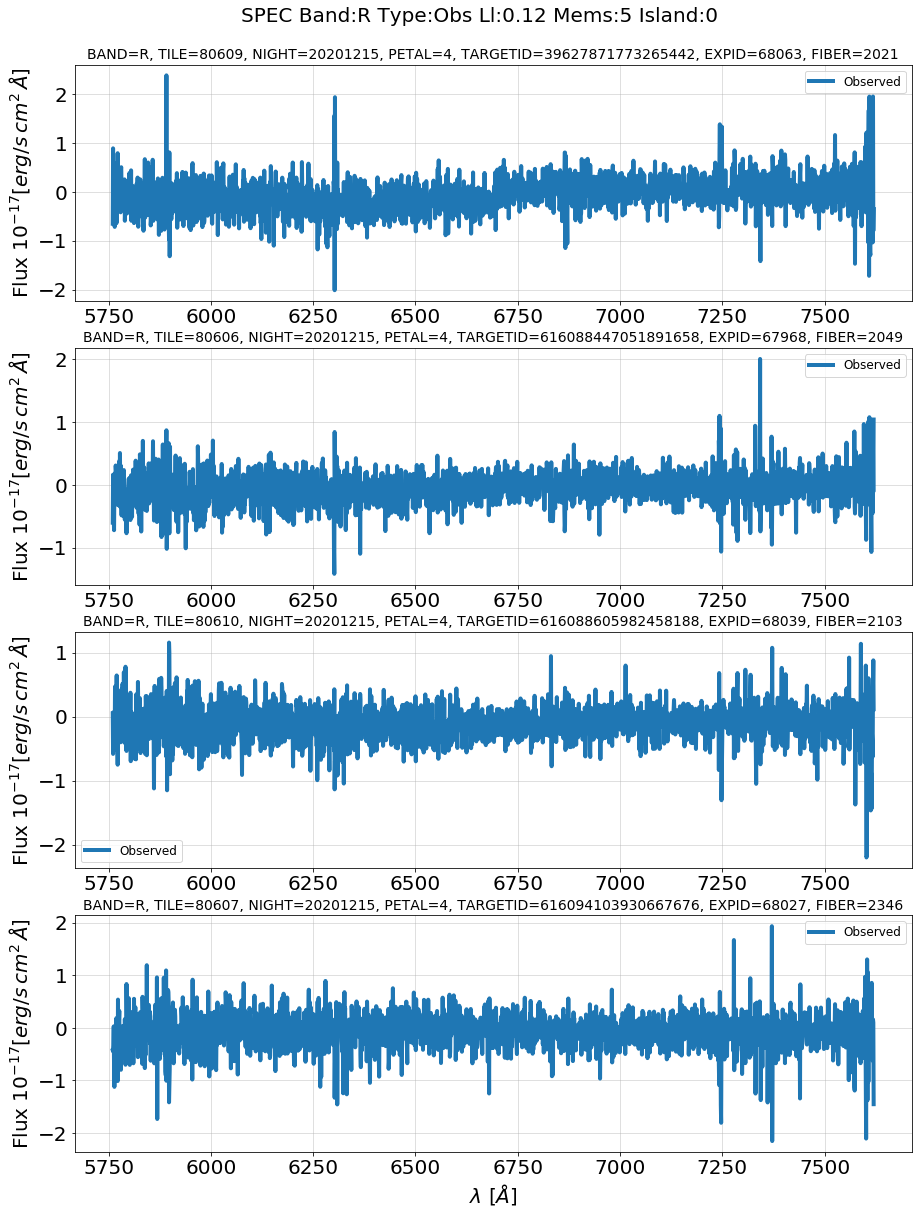 SPEC Band:R Type:Obs Ll:0.12 Mems:5 Island:0
BAND=R, TILE=80609, NIGHT=20201215, PETAL=4, TARGETID=39627871773265442, EXPID=68063, FIBER=2021
Observed
2
1
0
−1
−2
Flux 10^{-17}[erg/s cm^2 Å]
5750 6000 6250 6500 6750 7000 7250 7500
BAND=R, TILE=80606, NIGHT=20201215, PETAL=4, TARGETID=616088447051891658, EXPID=67968, FIBER=2049
Observed
2
1
0
−1
Flux 10^{-17}[erg/s cm^2 Å]
5750 6000 6250 6500 6750 7000 7250 7500
BAND=R, TILE=80610, NIGHT=20201215, PETAL=4, TARGETID=616088605982458188, EXPID=68039, FIBER=2103
1
0
−1
−2
Flux 10^{-17}[erg/s cm^2 Å]
Observed
5750 6000 6250 6500 6750 7000 7250 7500
BAND=R, TILE=80607, NIGHT=20201215, PETAL=4, TARGETID=616094103930667676, EXPID=68027, FIBER=2346
Observed
2
1
0
−1
−2
Flux 10^{-17}[erg/s cm^2 Å]
5750 6000 6250 6500 6750 7000 7250 7500
λ [Å]